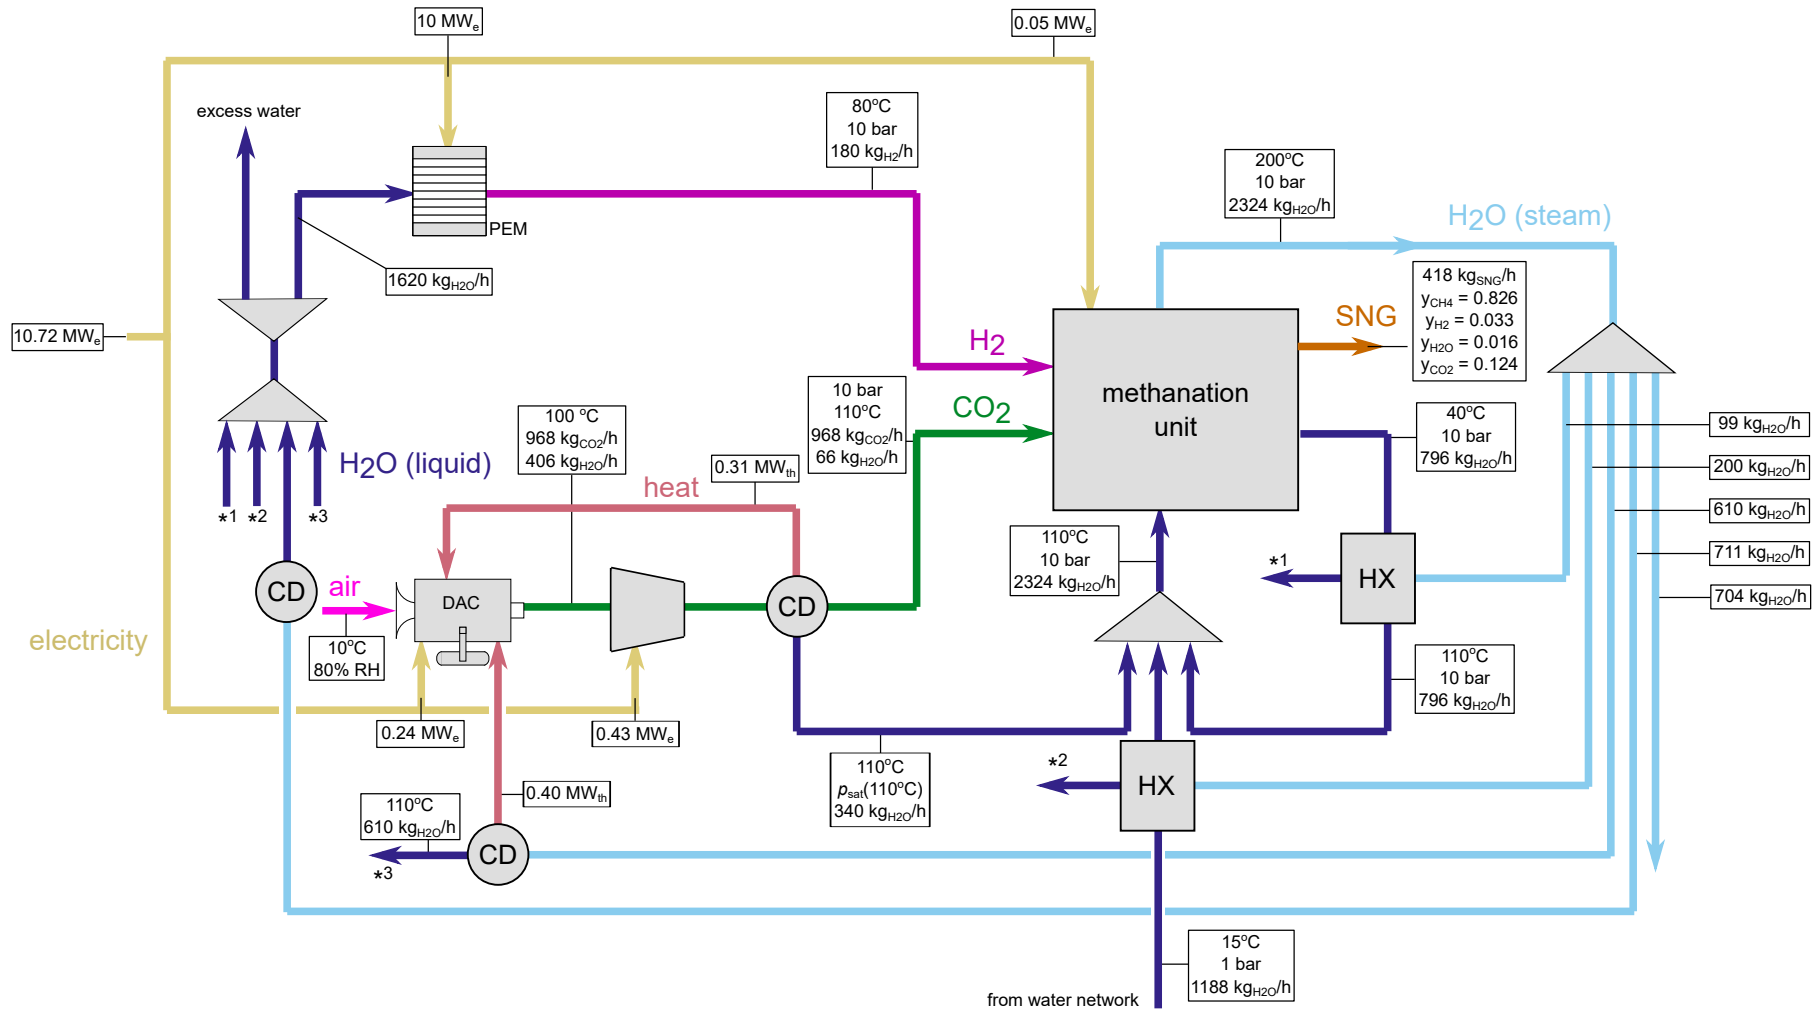 10 MWe
0.05 MWe
excess water
80°C
10 bar
180 kgH2/h
200°C
10 bar
2324 kgH2O/h
H2O (steam)
PEM
1620 kgH2O/h
10.72 MWe
418 kgSNG/h
yCH4 = 0.826
yH2 = 0.033
yH2O = 0.016
yCO2 = 0.124
SNG
H2
methanation
unit
10 bar
110°C
968 kgCO2/h
66 kgH2O/h
CO2
100 °C
968 kgCO2/h
406 kgH2O/h
40°C
10 bar
796 kgH2O/h
99 kgH2O/h
200 kgH2O/h
610 kgH2O/h
711 kgH2O/h
704 kgH2O/h
H2O (liquid)
0.31 MWth
heat
*1
*2
*3
110°C
10 bar
2324 kgH2O/h
*1
HX
CD
air
DAC
CD
10°C
80% RH
electricity
110°C
10 bar
796 kgH2O/h
0.24 MWe
0.43 MWe
110°C
psat(110°C)
340 kgH2O/h
*2
HX
0.40 MWth
110°C
610 kgH2O/h
*3
CD
15°C
1 bar
1188 kgH2O/h
from water network